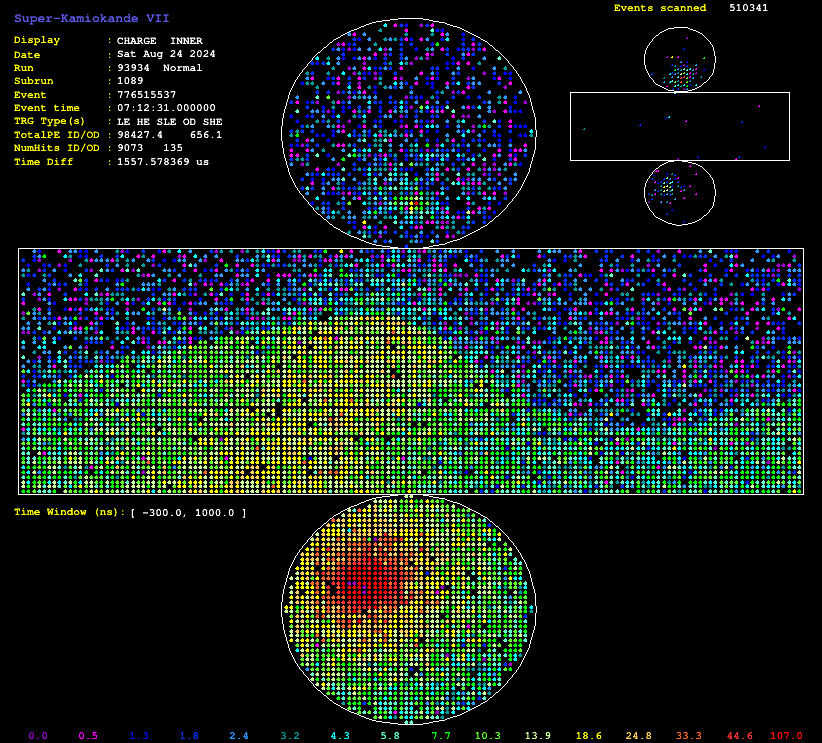 Super-Kamiokande VII
Events scanned 510341
Display : CHARGE INNER
Date : Sat Aug 24 2024
Run : 93934 Normal
Subrun : 1089
Event : 776515537
Event time : 07:12:31.000000
TRG Type(s) : LE HE SLE OD SHE
TotalPE ID/OD : 98427.4 656.1
NumHits ID/OD : 9073 135
Time Diff : 1557.578369 us
Time Window (ns): [ -300.0, 1000.0 ]
0.0 0.5 1.3 1.8 2.4 3.2 4.3 5.8 7.7 10.3 13.9 18.6 24.8 33.3 44.6 107.0